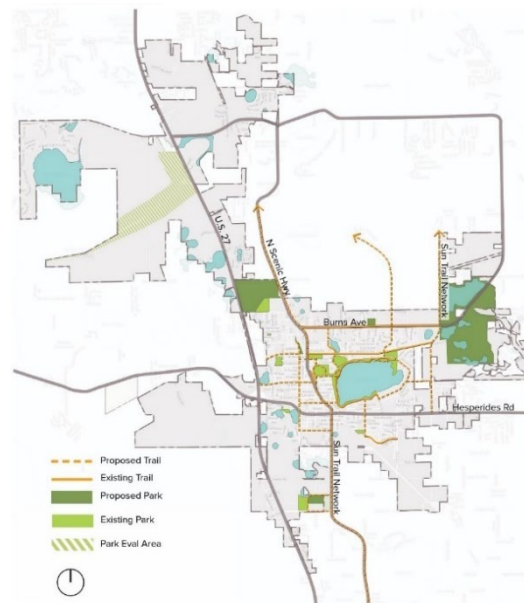 U.S. 27
N Scenic Hwy
Sun Trail Network
Burns Ave
Hesperides Rd
Sun Trail Network
Proposed Trail
Existing Trail
Proposed Park
Existing Park
Park Eval Area